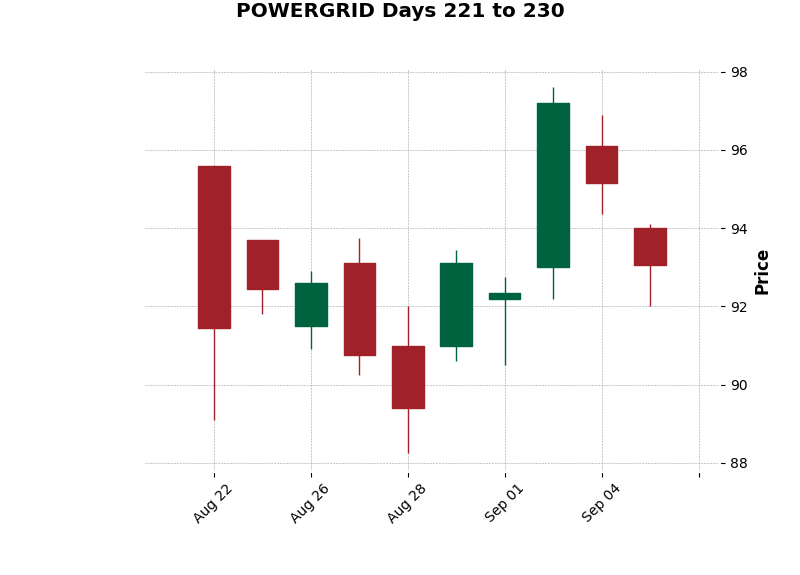 POWERGRID Days 221 to 230
98
96
94
92
90
88
Price
Aug 22
Aug 26
Aug 28
Sep 01
Sep 04